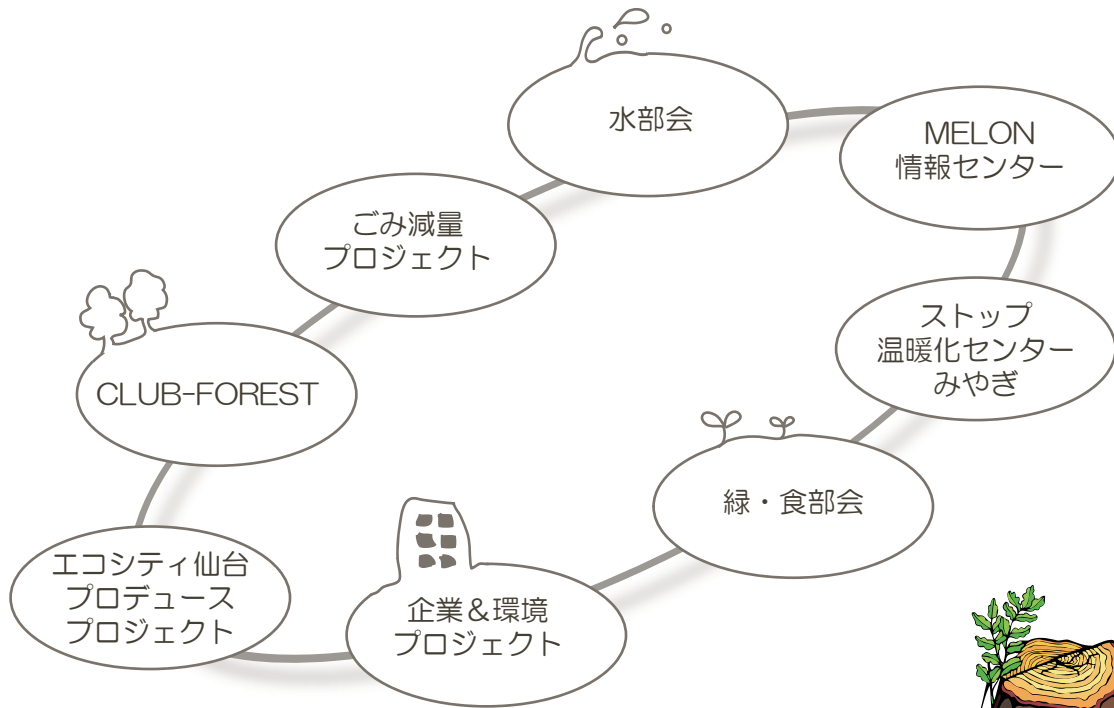 水部会
MELON
情報センター
ごみ減量
プロジェクト
ストップ
温暖化センター
みやぎ
CLUB-FOREST
緑・食部会
エコシティ仙台
プロデュース
プロジェクト
企業&環境
プロジェクト